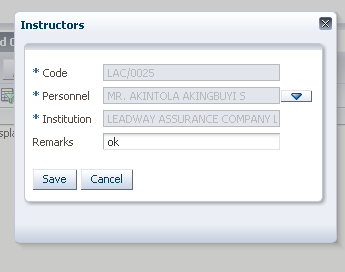 Instructors
* Code LAC/0025
* Personnel MR. AKINTOLA AKINGBUYI S
* Institution LEADWAY ASSURANCE COMPANY L
Remarks ok
Save Cancel